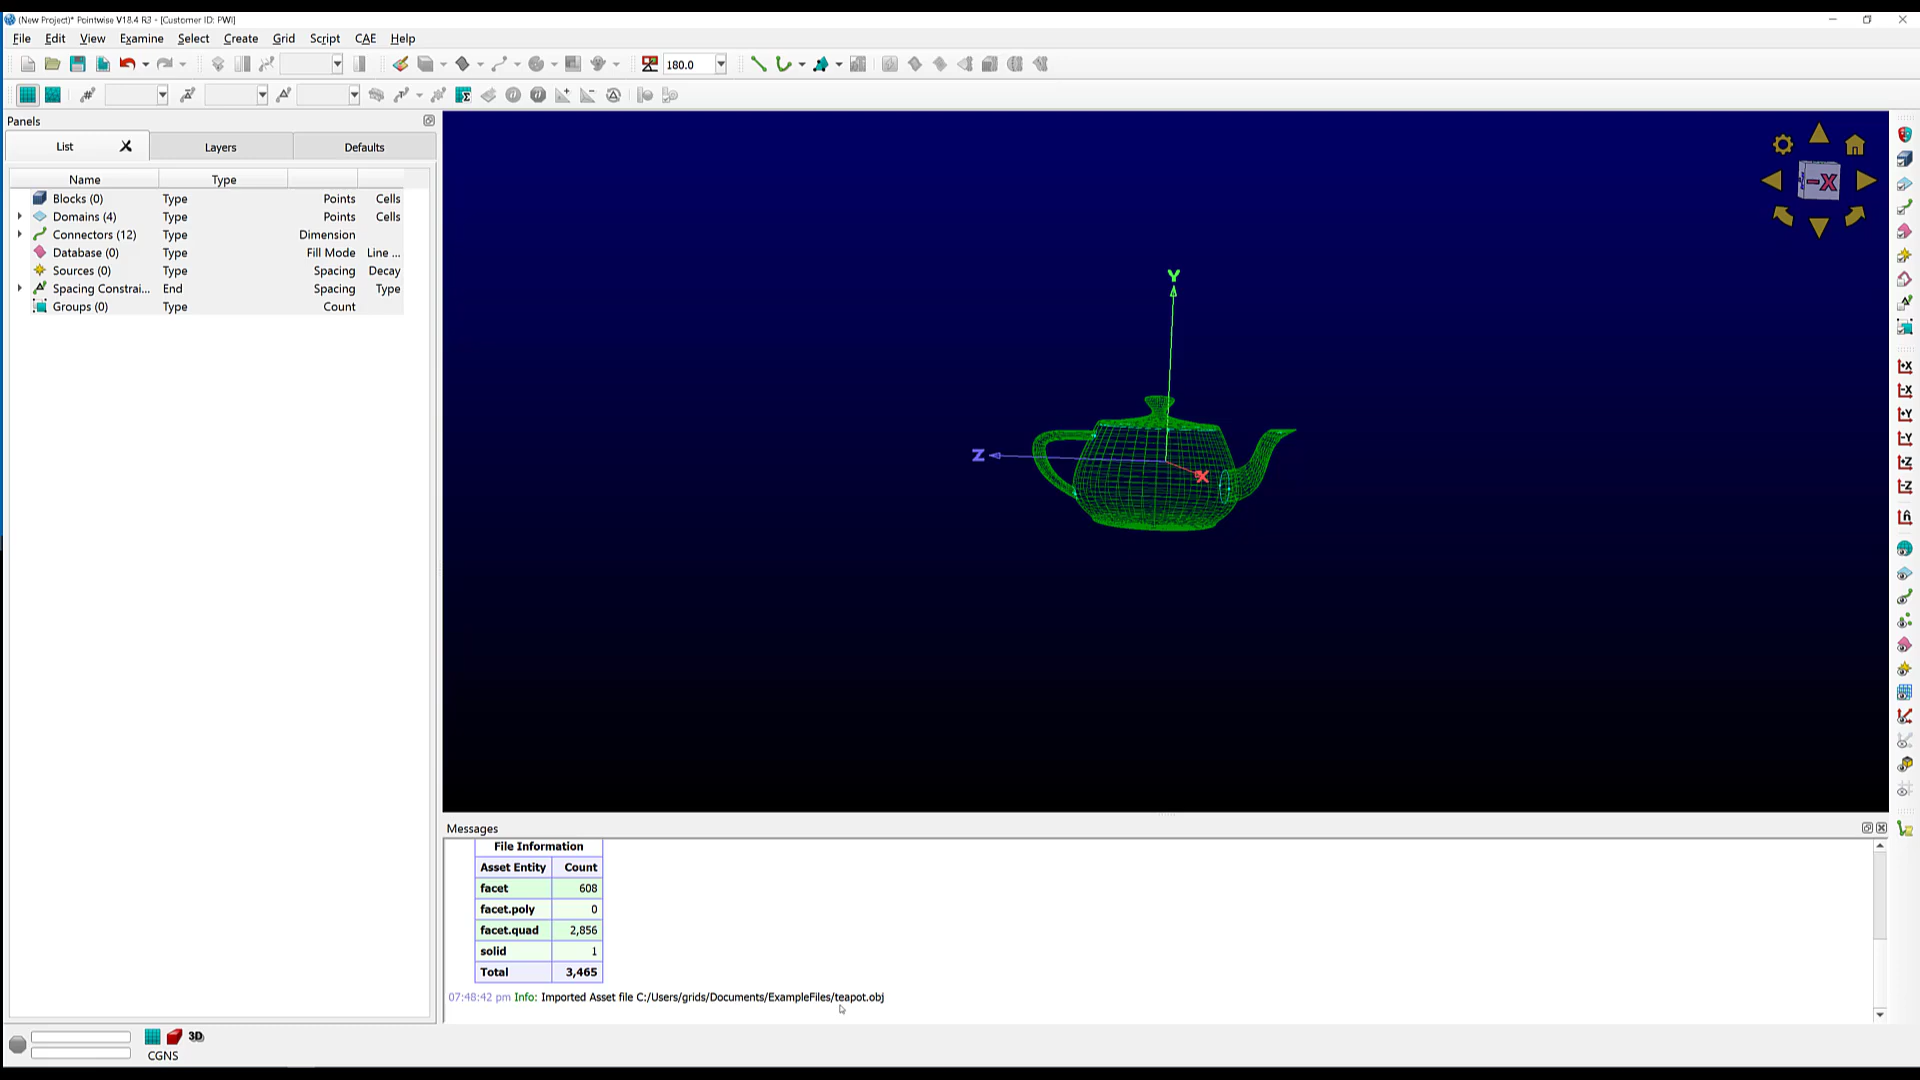 (New Project)* Pointwise V18.4 R3 - [Customer ID: PWI]
File Edit View Examine Select Create Grid Script CAE Help
180.0
Panels
List Layers Defaults
Name Type
Blocks (0) Type Points Cells
Domains (4) Type Points Cells
Connectors (12) Type Dimension
Database (0) Type Fill Mode Line ...
Sources (0) Type Spacing Decay
Spacing Constrai... End Spacing Type
Groups (0) Type Count
-X
Y
Z
X
+X
-X
+Y
-Y
+Z
-Z
n̂
Messages
File Information
Asset Entity Count
facet 608
facet.poly 0
facet.quad 2,856
solid 1
Total 3,465
07:48:42 pm Info: Imported Asset file C:/Users/grids/Documents/ExampleFiles/teapot.obj
3D
CGNS